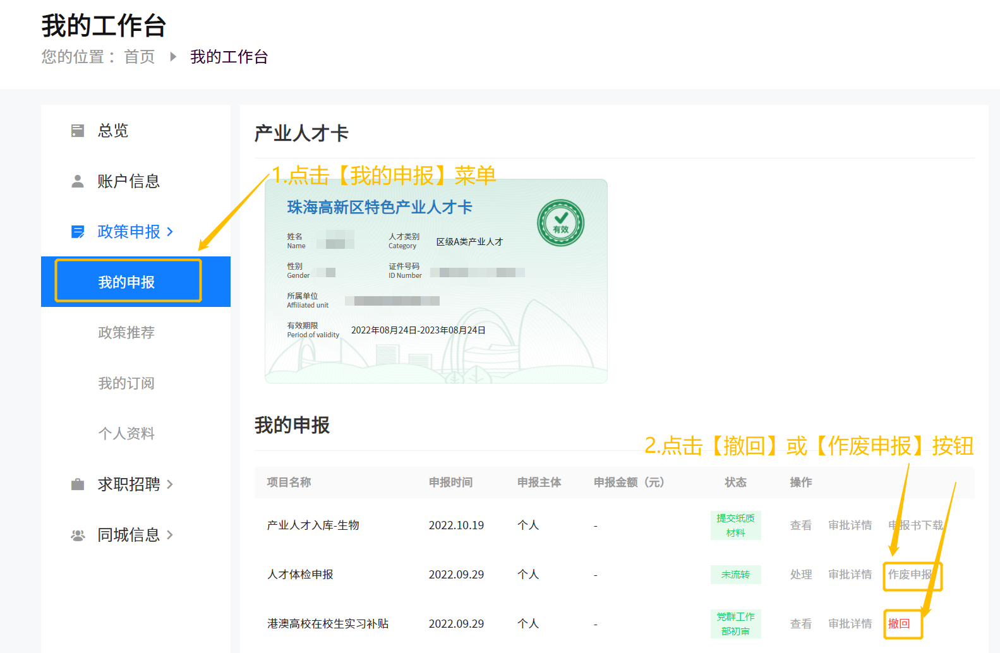 我的工作台
您的位置： 首页 我的工作台
总览
账户信息
政策申报
我的申报
政策推荐
我的订阅
个人资料
求职招聘
同城信息
产业人才卡
1.点击【我的申报】菜单
珠海高新区特色产业人才卡
有效
姓名
Name
人才类别
Category
区级A类产业人才
性别
Gender
证件号码
ID Number
所属单位
Affiliated unit
有效期限
Period of validity
2022年08月24日-2023年08月24日
我的申报
2.点击【撤回】或【作废申报】按钮
项目名称 申报时间 申报主体 申报金额（元） 状态 操作
产业人才入库-生物 2022.10.19 个人 - 提交纸质材料 查看 审批详情 申报书下载
人才体检申报 2022.09.29 个人 - 未流转 处理 审批详情 作废申报
港澳高校在校生实习补贴 2022.09.29 个人 - 党群工作部初审 查看 审批详情 撤回